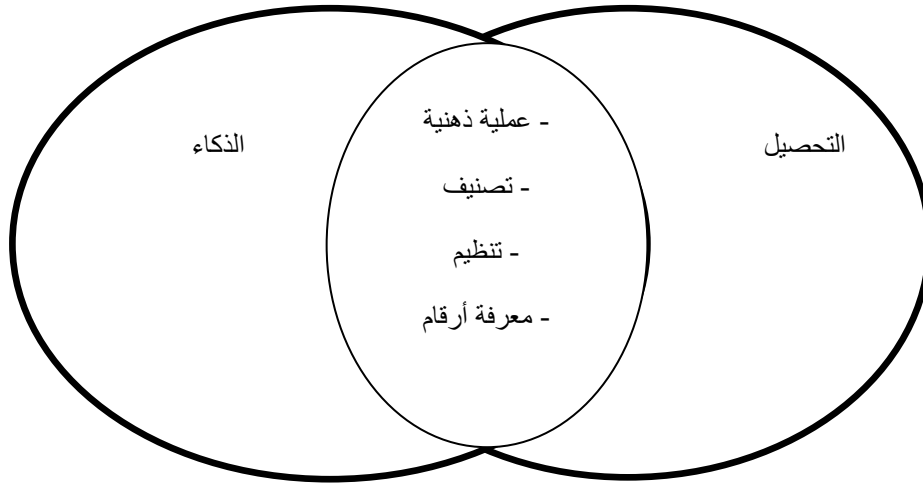 التحصيل
- عملية ذهنية
- تصنيف
- تنظيم
- معرفة أرقام
الذكاء